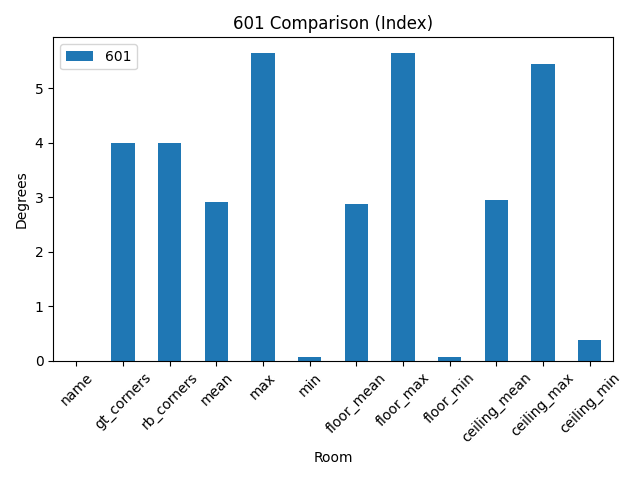 601 Comparison (Index)
601
Degrees
5
4
3
2
1
0
name
gt_corners
rb_corners
mean
max
min
floor_mean
floor_max
floor_min
ceiling_mean
ceiling_max
ceiling_min
Room